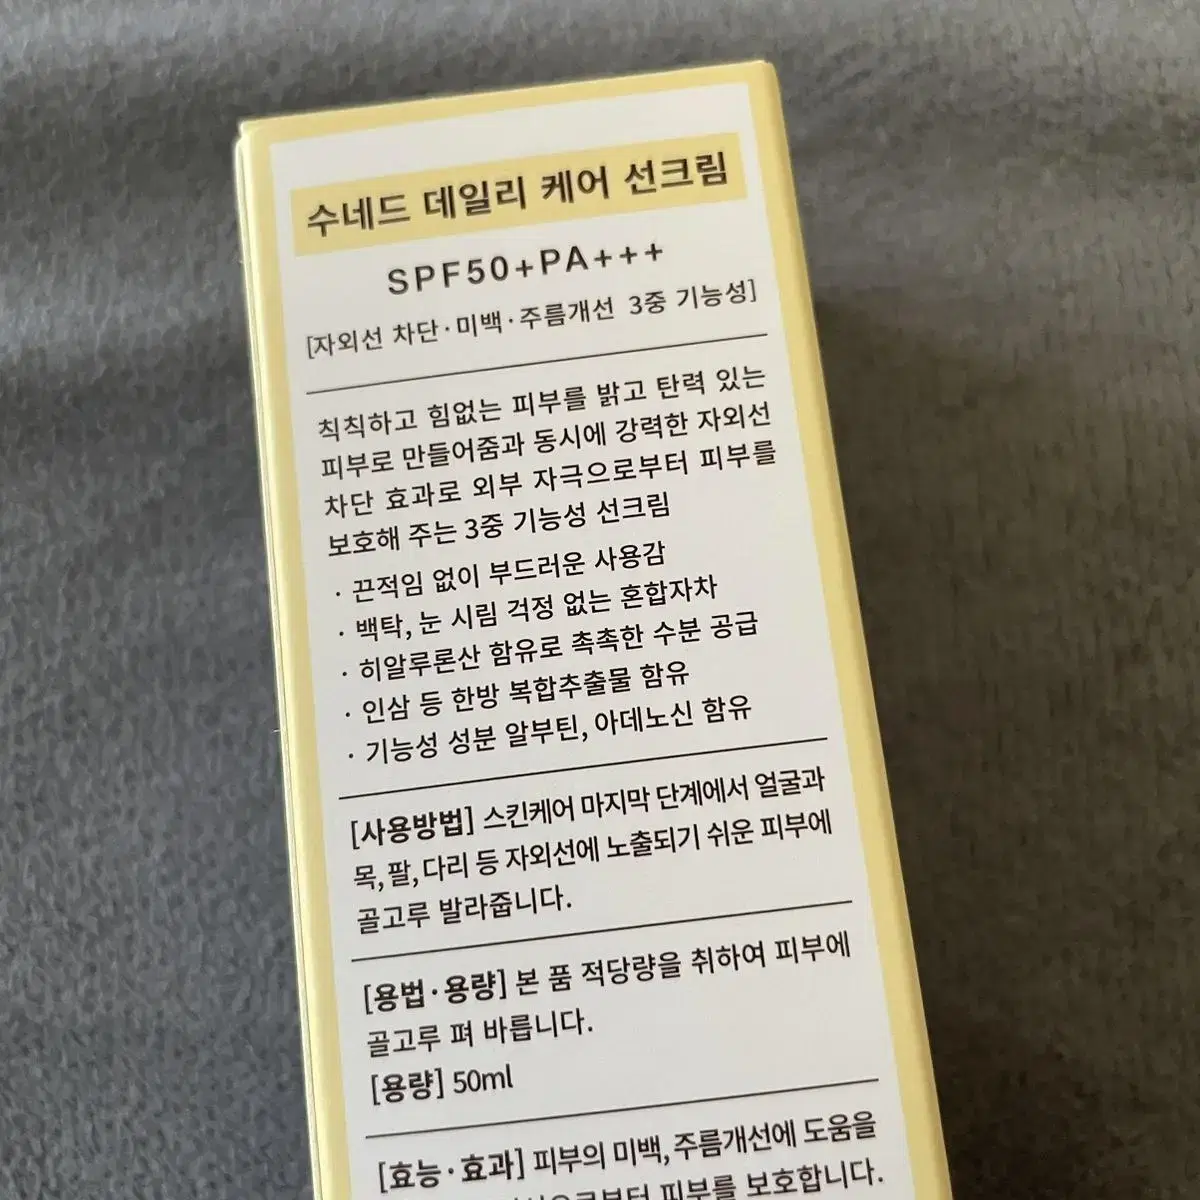 수네드 데일리 케어 선크림
SPF50+PA+++
[자외선 차단·미백·주름개선 3중 기능성]
칙칙하고 힘없는 피부를 밝고 탄력 있는
피부로 만들어줌과 동시에 강력한 자외선
차단 효과로 외부 자극으로부터 피부를
보호해 주는 3중 기능성 선크림
· 끈적임 없이 부드러운 사용감
· 백탁, 눈 시림 걱정 없는 혼합자차
· 히알루론산 함유로 촉촉한 수분 공급
· 인삼 등 한방 복합추출물 함유
· 기능성 성분 알부틴, 아데노신 함유
[사용방법] 스킨케어 마지막 단계에서 얼굴과
목, 팔, 다리 등 자외선에 노출되기 쉬운 피부에
골고루 발라줍니다.
[용법·용량] 본 품 적당량을 취하여 피부에
골고루 펴 바릅니다.
[용량] 50ml
[효능·효과] 피부의 미백, 주름개선에 도움을
피부를 보호합니다.